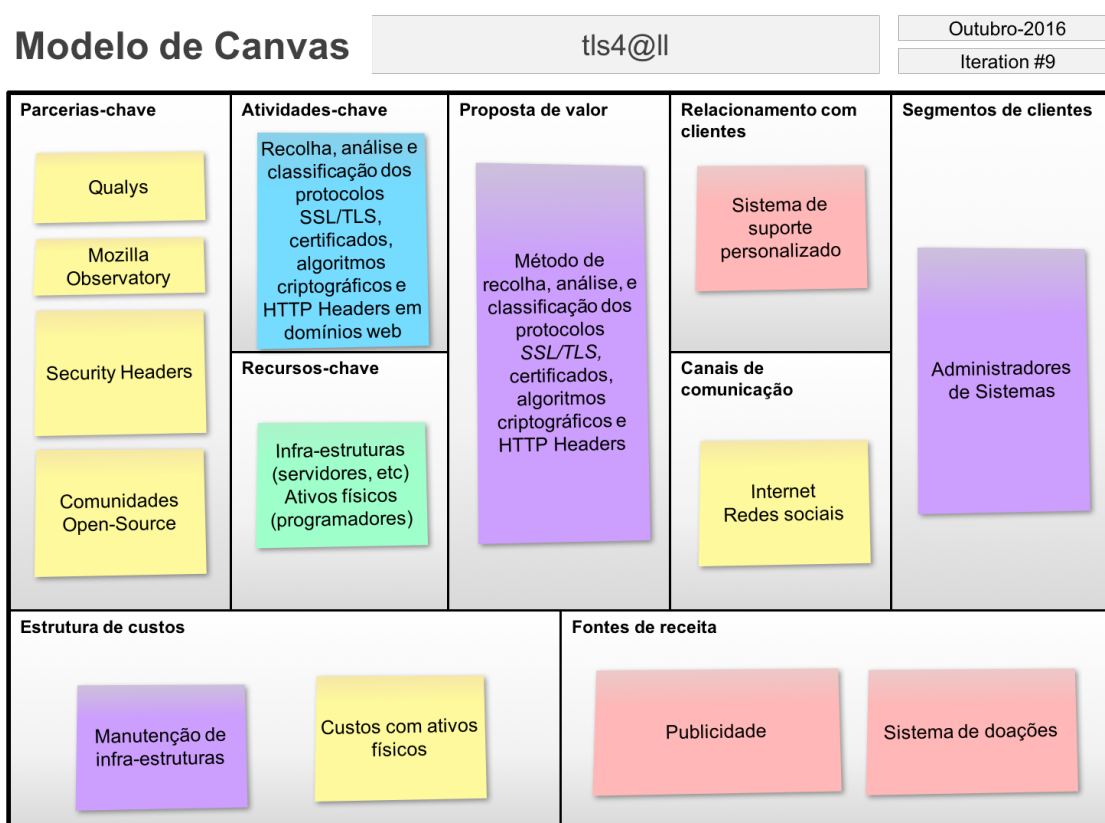 Modelo de Canvas
tls4@ll
Outubro-2016
Iteration #9
Parcerias-chave
Qualys
Mozilla
Observatory
Security Headers
Comunidades
Open-Source
Atividades-chave
Recolha, análise e
classificação dos
protocolos
SSL/TLS,
certificados,
algoritmos
criptográficos e
HTTP Headers em
domínios web
Recursos-chave
Infra-estruturas
(servidores, etc)
Ativos físicos
(programadores)
Proposta de valor
Método de
recolha, análise, e
classificação dos
protocolos
SSL/TLS,
certificados,
algoritmos
criptográficos e
HTTP Headers
Relacionamento com
clientes
Sistema de
suporte
personalizado
Canais de
comunicação
Internet
Redes sociais
Segmentos de clientes
Administradores
de Sistemas
Estrutura de custos
Manutenção de
infra-estruturas
Custos com ativos
físicos
Fontes de receita
Publicidade
Sistema de doações